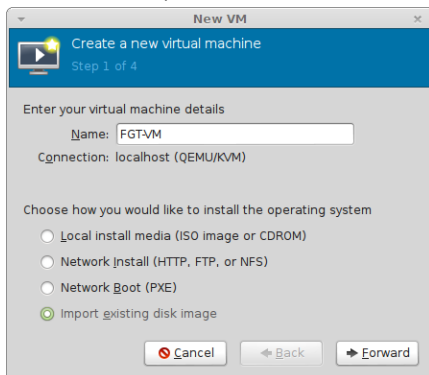 New VM
Create a new virtual machine
Step 1 of 4
Enter your virtual machine details
Name: FGT-VM
Connection: localhost (QEMU/KVM)
Choose how you would like to install the operating system
Local install media (ISO image or CDROM)
Network Install (HTTP, FTP, or NFS)
Network Boot (PXE)
Import existing disk image
Cancel Back Forward